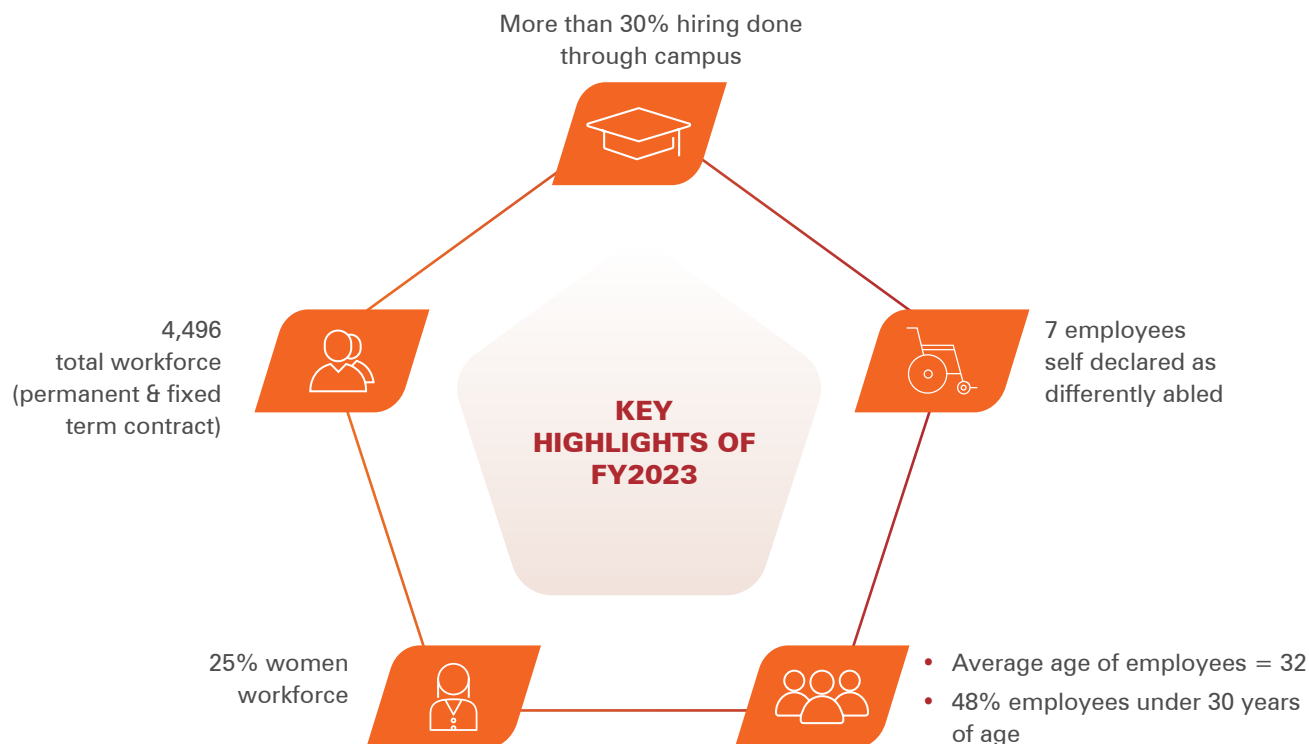 More than 30% hiring done
through campus
4,496
total workforce
(permanent & fixed
term contract)
7 employees
self declared as
differently abled
KEY
HIGHLIGHTS OF
FY2023
25% women
workforce
• Average age of employees = 32
• 48% employees under 30 years
of age